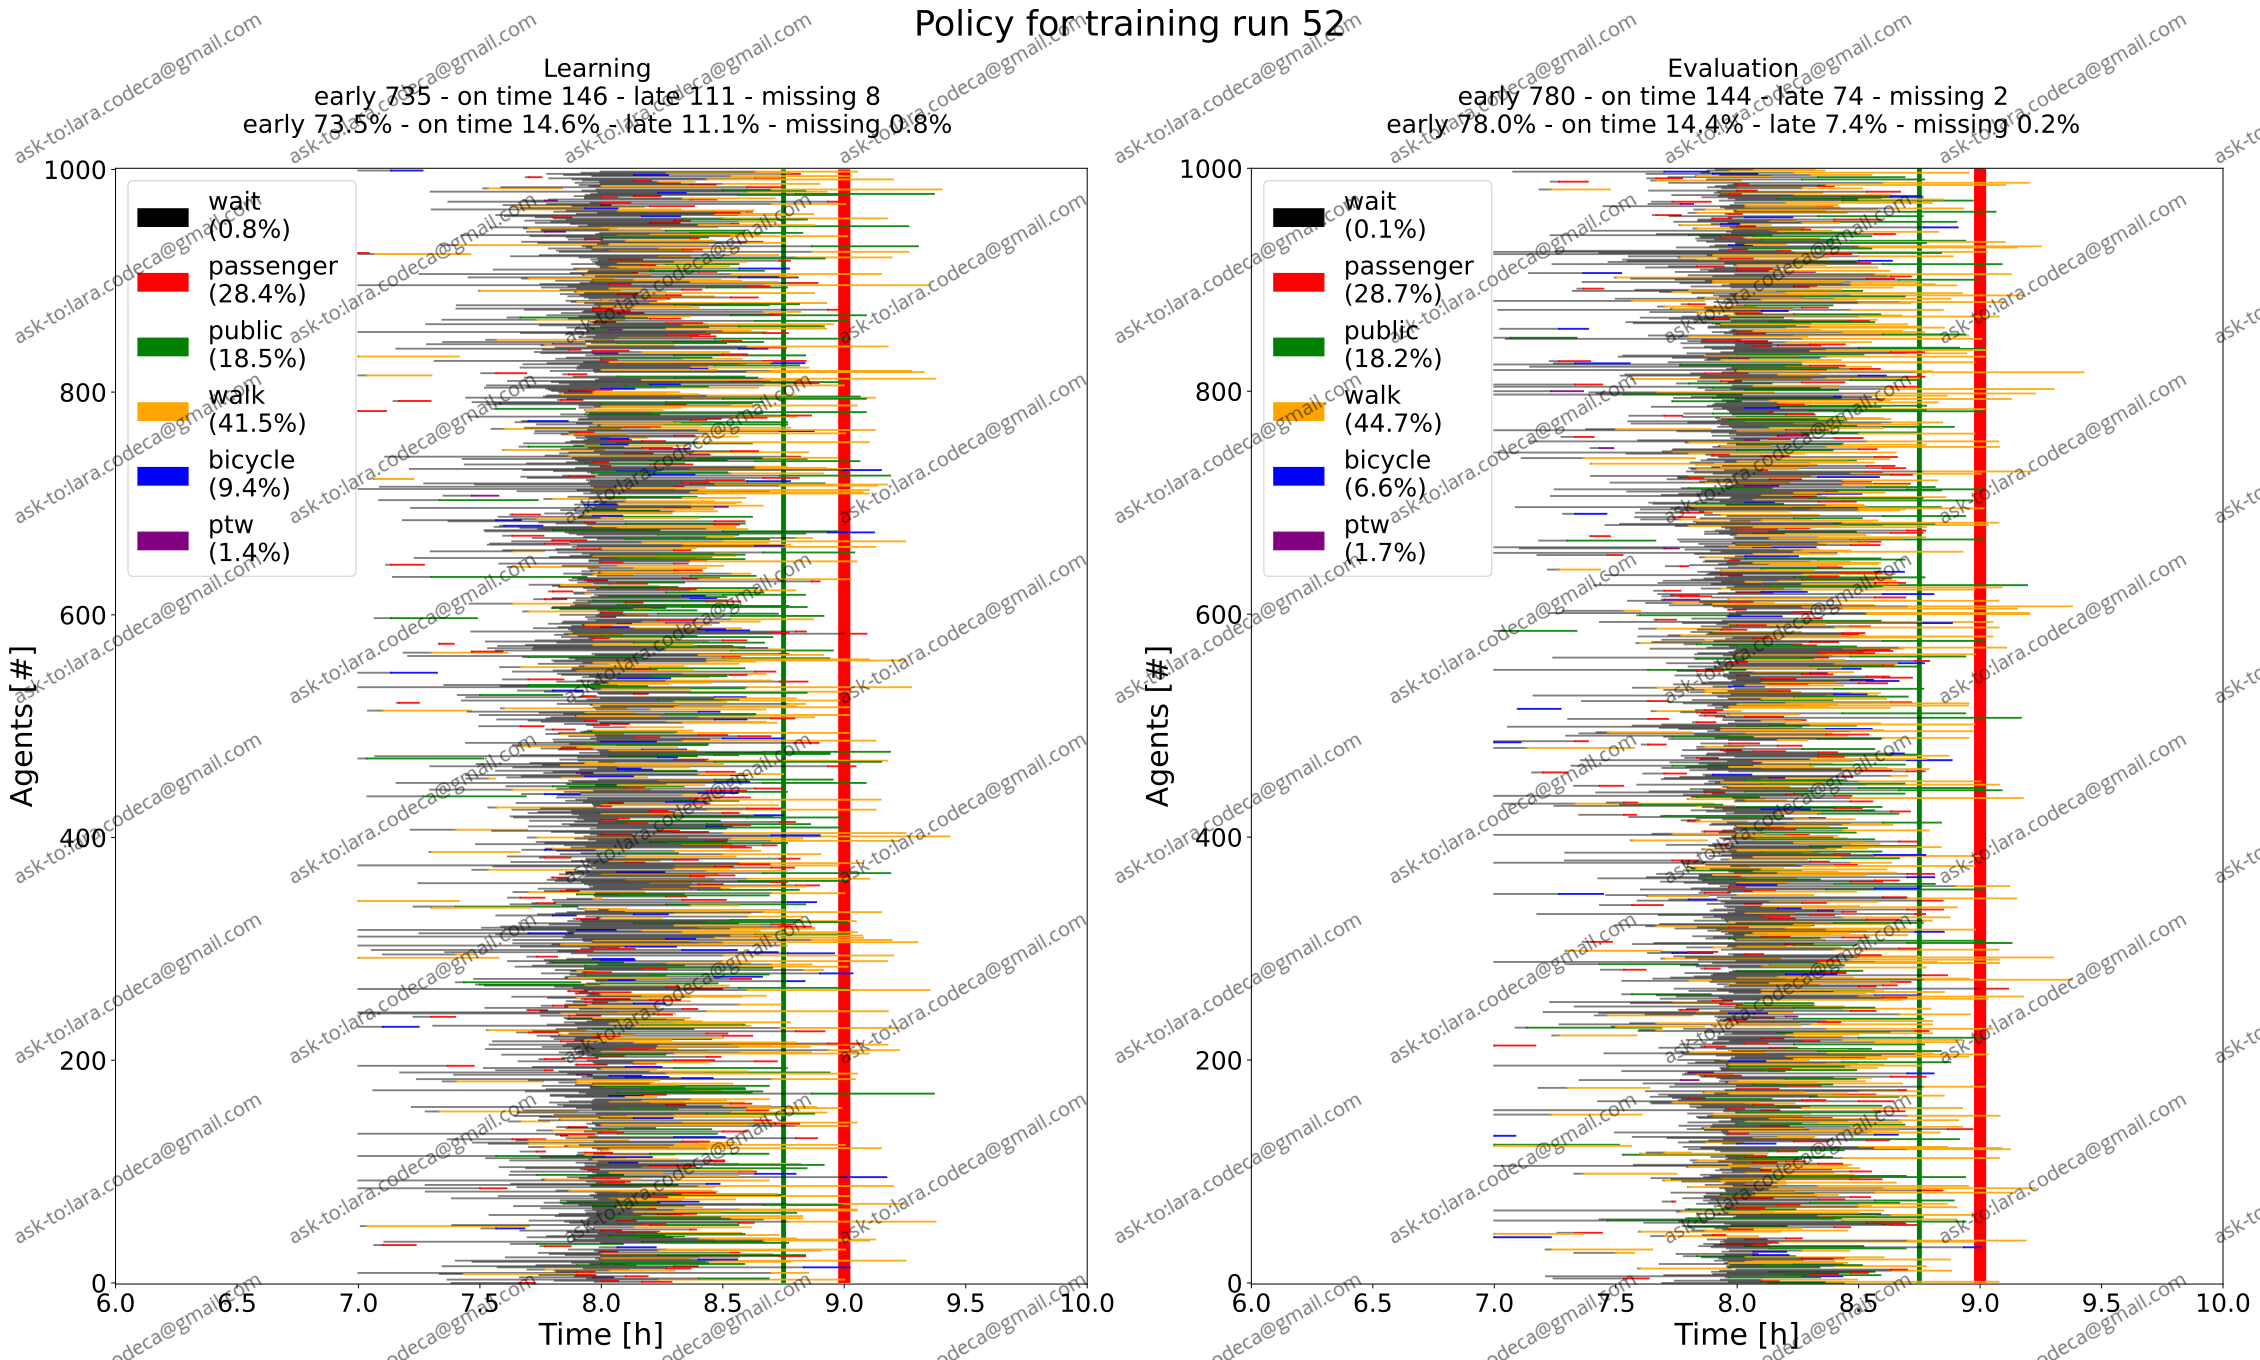 Policy for training run 52
Learning
early 735 - on time 146 - late 111 - missing 8
early 73.5% - on time 14.6% - late 11.1% - missing 0.8%
1000
800
600
400
200
0
Agents [#]
wait
(0.8%)
passenger
(28.4%)
public
(18.5%)
walk
(41.5%)
bicycle
(9.4%)
ptw
(1.4%)
6.0 6.5 7.0 7.5 8.0 8.5 9.0 9.5 10.0
Time [h]
Evaluation
early 780 - on time 144 - late 74 - missing 2
early 78.0% - on time 14.4% - late 7.4% - missing 0.2%
1000
800
600
400
200
0
Agents [#]
wait
(0.1%)
passenger
(28.7%)
public
(18.2%)
walk
(44.7%)
bicycle
(6.6%)
ptw
(1.7%)
6.0 6.5 7.0 7.5 8.0 8.5 9.0 9.5 10.0
Time [h]
ask-to:lara.codeca@gmail.com